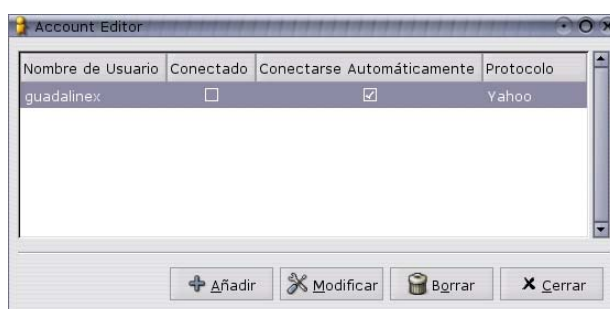 Account Editor
Nombre de Usuario Conectado Conectarse Automáticamente Protocolo
guadalinex Yahoo
Añadir Modificar Borrar Cerrar